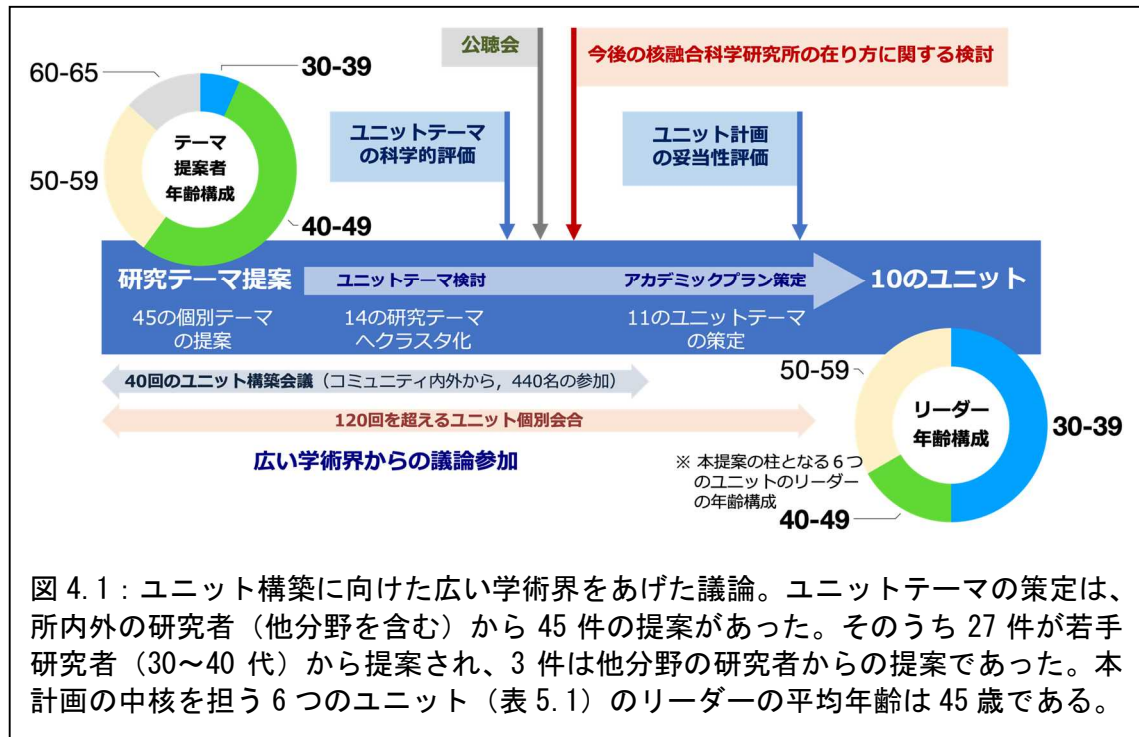 公聴会
今後の核融合科学研究所の在り方に関する検討
60-65
30-39
50-59
40-49
テーマ
提案者
年齢構成
ユニットテーマ
の科学的評価
ユニット計画
の妥当性評価
研究テーマ提案
ユニットテーマ検討
アカデミックプラン策定
10のユニット
45の個別テーマ
の提案
14の研究テーマ
へクラスタ化
11のユニットテーマ
の策定
40回のユニット構築会議（コミュニティ内外から，440名の参加）
120回を超えるユニット個別会合
広い学術界からの議論参加
50-59
30-39
40-49
リーダー
年齢構成
※ 本提案の柱となる６つ
のユニットのリーダー
の年齢構成
図 4.1：ユニット構築に向けた広い学術界をあげた議論。ユニットテーマの策定は、
所内外の研究者（他分野を含む）から 45 件の提案があった。そのうち 27 件が若手
研究者（30～40 代）から提案され、3 件は他分野の研究者からの提案であった。本
計画の中核を担う 6 つのユニット（表 5.1）のリーダーの平均年齢は 45 歳である。